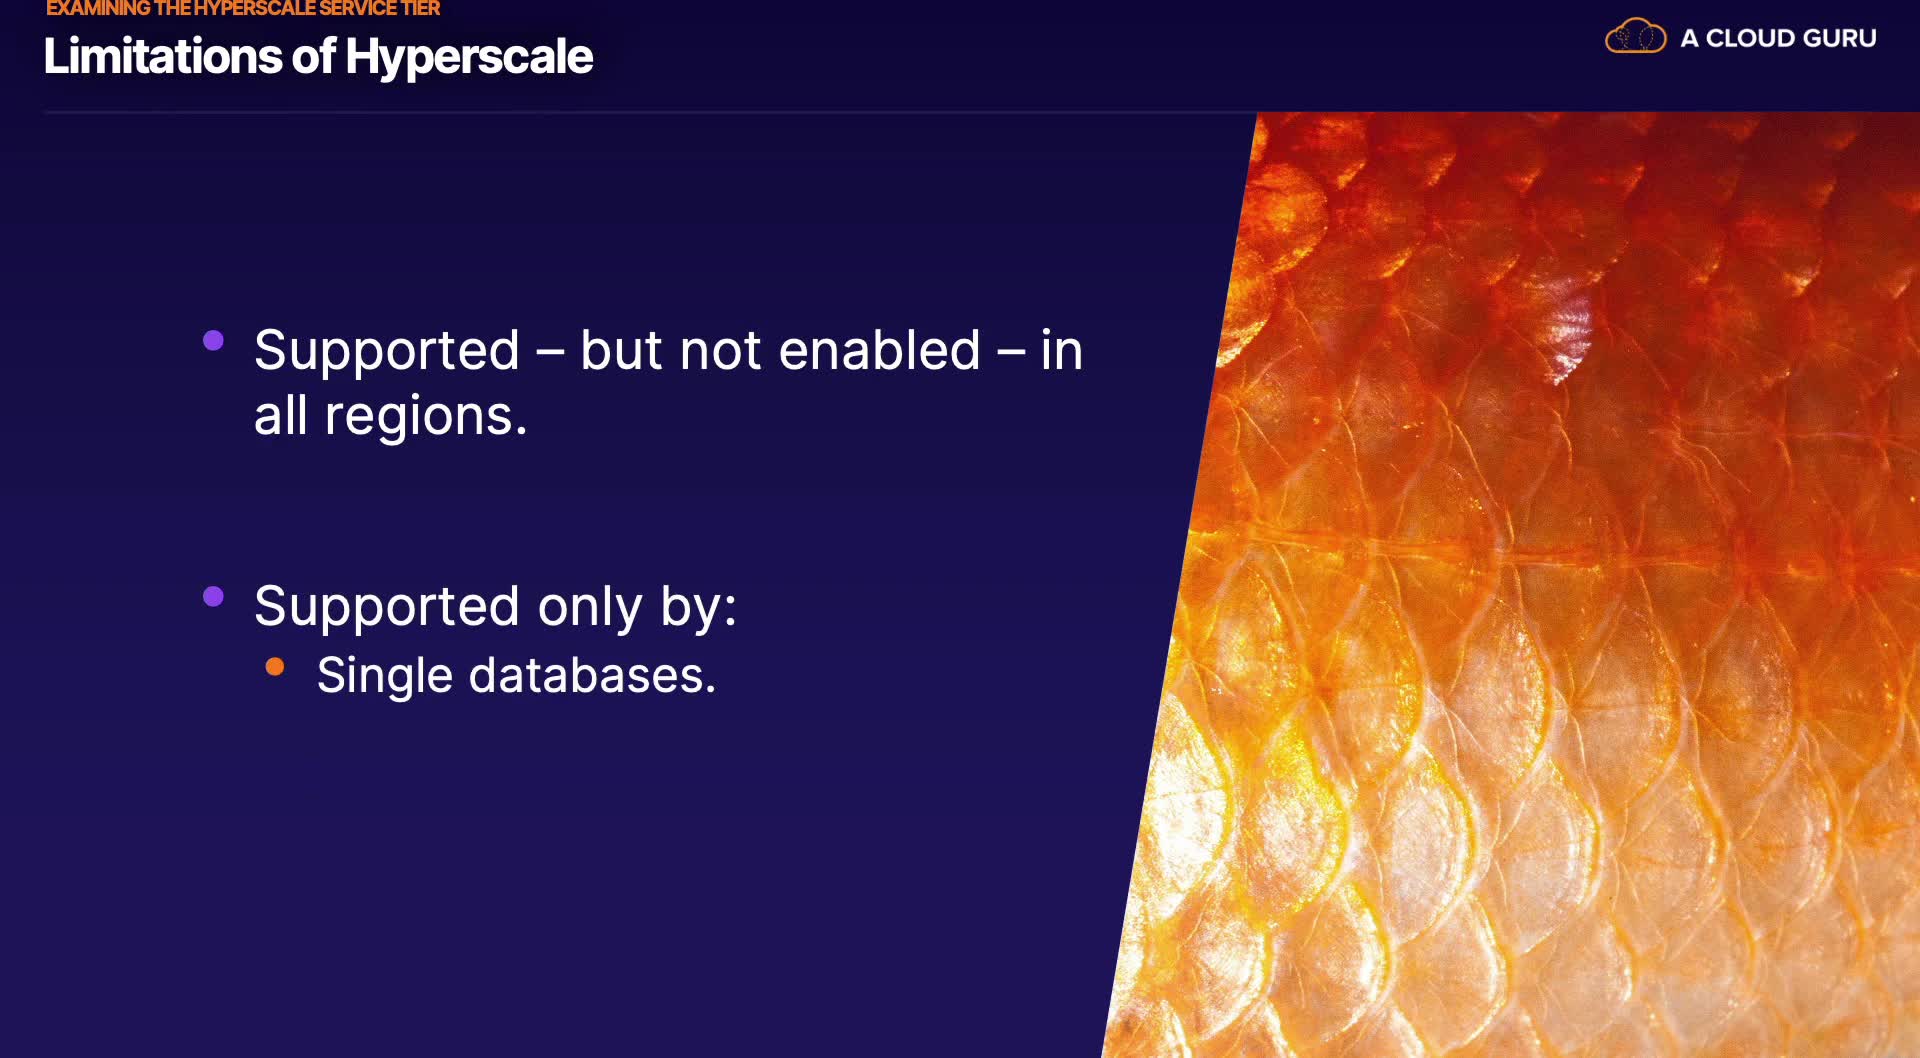 EXAMINING THE HYPERSCALE SERVICE TIER
Limitations of Hyperscale
A CLOUD GURU
Supported – but not enabled – in
all regions.
Supported only by:
Single databases.